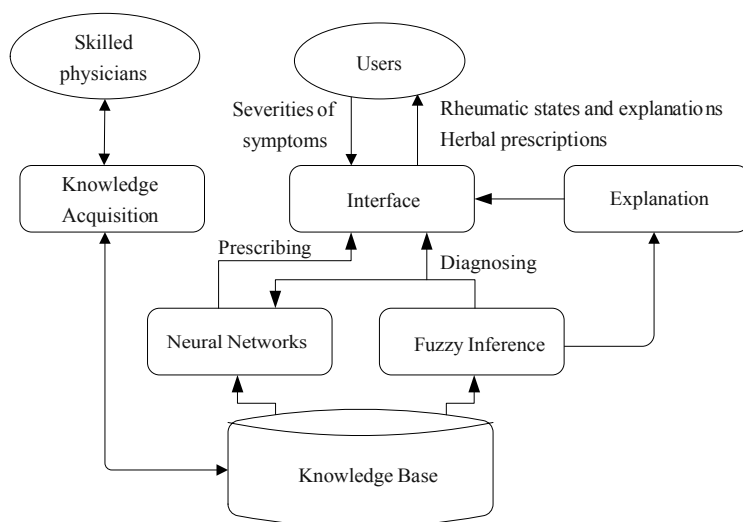 Skilled
physicians
Users
Severities of
symptoms
Rheumatic states and explanations
Herbal prescriptions
Knowledge
Acquisition
Interface
Explanation
Prescribing
Diagnosing
Neural Networks
Fuzzy Inference
Knowledge Base